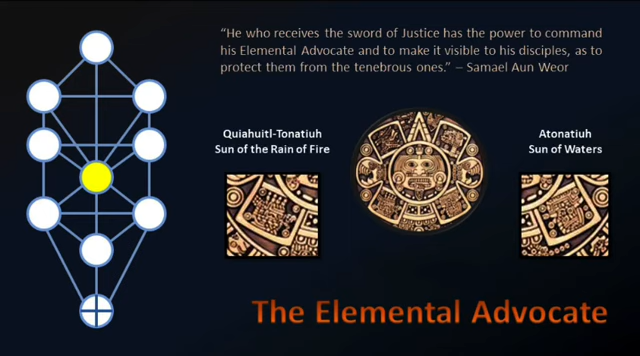 “He who receives the sword of Justice has the power to command
his Elemental Advocate and to make it visible to his disciples, as to
protect them from the tenebrous ones.” – Samael Aun Weor
Quiahuitl-Tonatiuh
Sun of the Rain of Fire
Atonatiuh
Sun of Waters
The Elemental Advocate